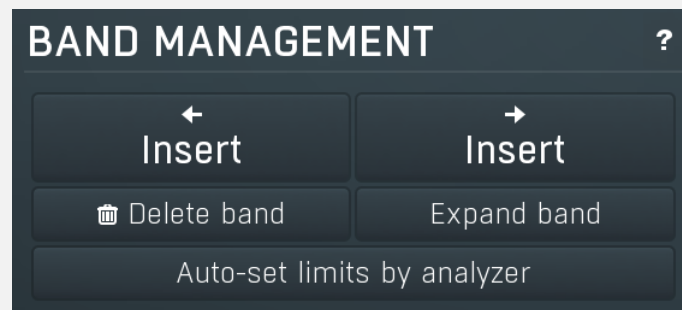 BAND MANAGEMENT ?
← →
Insert Insert
Delete band Expand band
Auto-set limits by analyzer